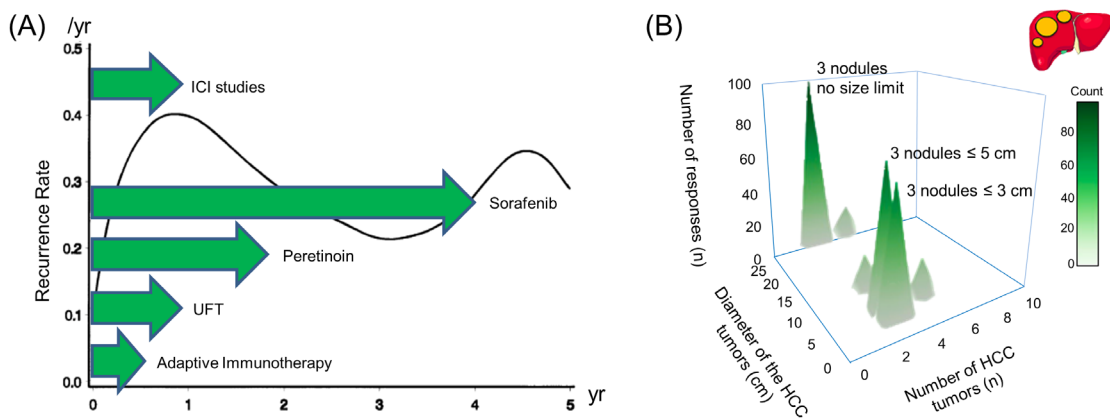 (A)
/yr
Recurrence Rate
0.5
0.4
0.3
0.2
0.1
0.0
ICI studies
Sorafenib
Peretinoin
UFT
Adaptive Immunotherapy
0
1
2
3
4
5
yr
(B)
3 nodules
no size limit
3 nodules ≤ 5 cm
3 nodules ≤ 3 cm
Number of responses (n)
100
80
60
40
20
0
Diameter of the HCC
tumors (cm)
25
20
15
10
5
0
Number of HCC
tumors (n)
0
2
4
6
8
10
Count
80
60
40
20
0